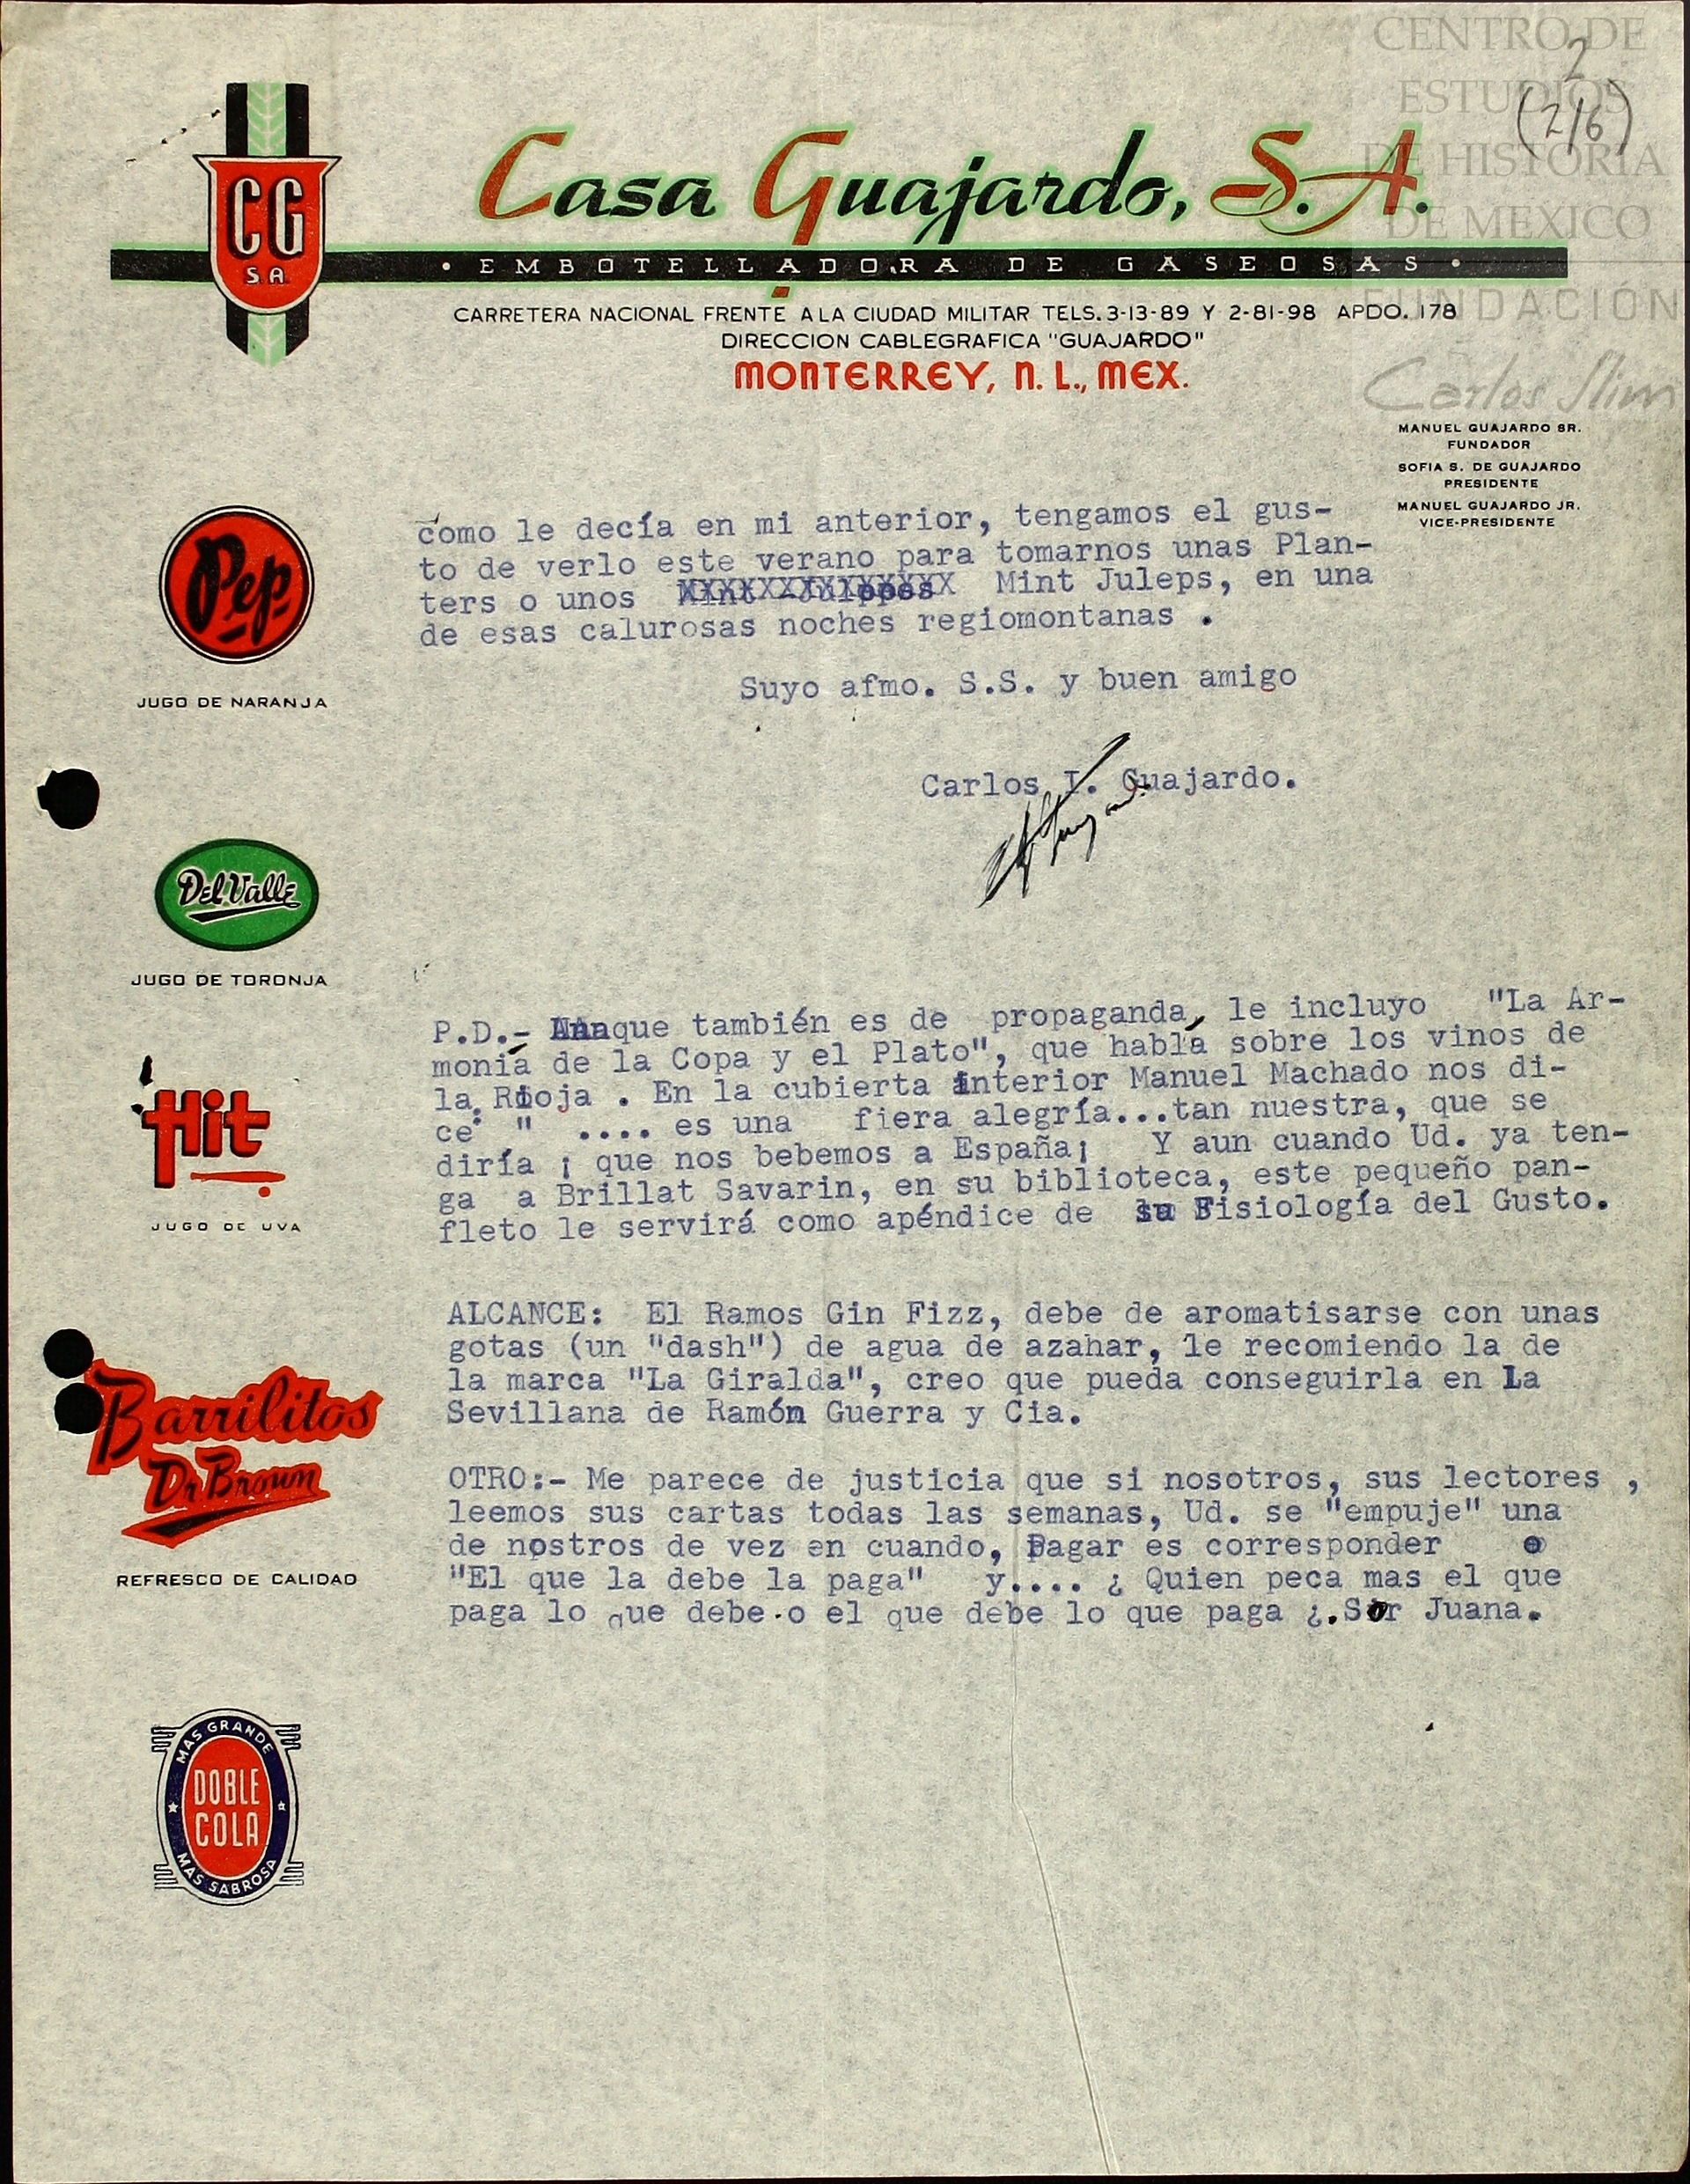 CENTRO DE
ESTUDIOS
DE HISTORIA
DE MEXICO
FUNDACIÓN
Carlos Slim
2
(2/6)
CG
S.A.
Casa Guajardo, S. A.
• EMBOTELLADORA DE GASEOSAS •
CARRETERA NACIONAL FRENTE A LA CIUDAD MILITAR TELS. 3-13-89 Y 2-81-98 APDO. 178
DIRECCION CABLEGRAFICA "GUAJARDO"
MONTERREY, N. L., MEX.
MANUEL GUAJARDO SR.
FUNDADOR
SOFIA S. DE GUAJARDO
PRESIDENTE
MANUEL GUAJARDO JR.
VICE-PRESIDENTE
como le decía en mi anterior, tengamos el gus-
to de verlo este verano para tomarnos unas Plan-
ters o unos XXXXXXXXXXXXXX Mint Juleps, en una
de esas calurosas noches regiomontanas .
Suyo afmo. S.S. y buen amigo
Carlos I. Guajardo.
P.D.- Aunque también es de propaganda, le incluyo "La Ar-
monía de la Copa y el Plato", que habla sobre los vinos de
la Rioja . En la cubierta interior Manuel Machado nos di-
ce " .... es una fiera alegría...tan nuestra, que se
diría ¡ que nos bebemos a España¡ Y aun cuando Ud. ya ten-
ga a Brillat Savarin, en su biblioteca, este pequeño pan-
fleto le servirá como apéndice de su Fisiología del Gusto.
ALCANCE: El Ramos Gin Fizz, debe de aromatisarse con unas
gotas (un "dash") de agua de azahar, le recomiendo la de
la marca "La Giralda", creo que pueda conseguirla en La
Sevillana de Ramón Guerra y Cia.
OTRO:- Me parece de justicia que si nosotros, sus lectores ,
leemos sus cartas todas las semanas, Ud. se "empuje" una
de nostros de vez en cuando, Pagar es corresponder o
"El que la debe la paga" y.... ¿ Quien peca mas el que
paga lo que debe o el que debe lo que paga ¿.Sor Juana.
Pep
JUGO DE NARANJA
Del Valle
JUGO DE TORONJA
Hit
JUGO DE UVA
Barrilitos
Dr Brown
REFRESCO DE CALIDAD
MAS GRANDE
DOBLE
COLA
MAS SABROSA